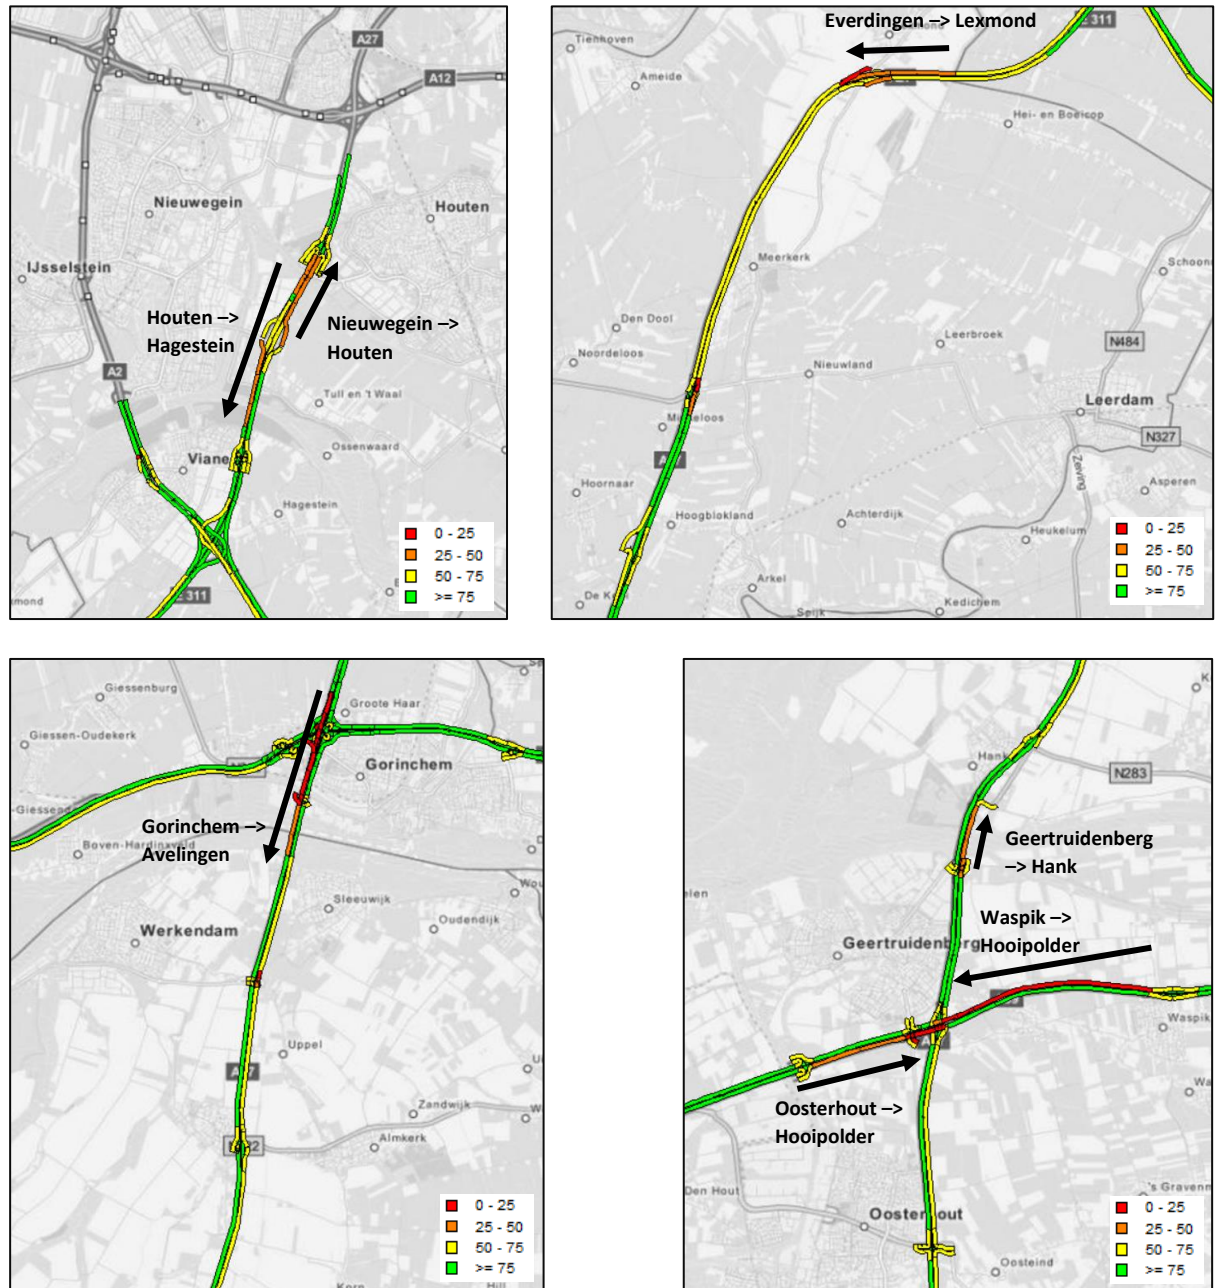 A27
A12
Nieuwegein
Houten
IJsselstein
Houten –>
Hagestein
Nieuwegein –>
Houten
A2
Tull en 't Waal
Ossenwaard
Hagestein
E 311
0 - 25
25 - 50
50 - 75
>= 75
Everdingen –> Lexmond
E 311
Tienhoven
Ameide
Hei- en Boeicop
Meerkerk
Den Dool
Leerbroek
N484
Noordeloos
Nieuwland
Leerdam
N327
Zeiving
Hoornaar
Asperen
Hoogblokland
Achterdijk
Heukelum
Arkel
Spijk
Kedichem
0 - 25
25 - 50
50 - 75
>= 75
Giessenburg
Groote Haar
Giessen-Oudekerk
Gorinchem
Gorinchem –>
Avelingen
Boven-Hardinxveld
Sleeuwijk
Werkendam
Oudendijk
Uppel
Zandwijk
Almkerk
0 - 25
25 - 50
50 - 75
>= 75
Hank
N283
Geertruidenberg
–> Hank
Waspik –>
Hooipolder
Geertruidenberg
Waspik
Oosterhout –>
Hooipolder
Den Hout
Oosterhout
Oosteind
0 - 25
25 - 50
50 - 75
>= 75